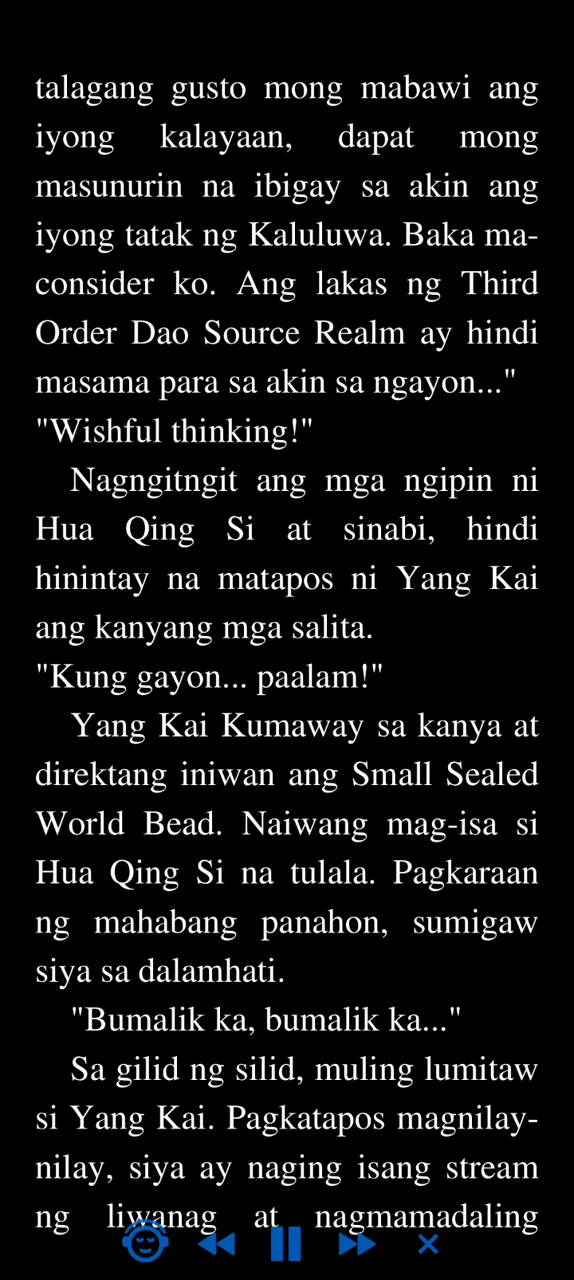 talagang gusto mong mabawi ang
iyong kalayaan, dapat mong
masunurin na ibigay sa akin ang
iyong tatak ng Kaluluwa. Baka ma-
consider ko. Ang lakas ng Third
Order Dao Source Realm ay hindi
masama para sa akin sa ngayon..."
"Wishful thinking!"
Nagngitngit ang mga ngipin ni
Hua Qing Si at sinabi, hindi
hinintay na matapos ni Yang Kai
ang kanyang mga salita.
"Kung gayon... paalam!"
Yang Kai Kumaway sa kanya at
direktang iniwan ang Small Sealed
World Bead. Naiwang mag-isa si
Hua Qing Si na tulala. Pagkaraan
ng mahabang panahon, sumigaw
siya sa dalamhati.
"Bumalik ka, bumalik ka..."
Sa gilid ng silid, muling lumitaw
si Yang Kai. Pagkatapos magnilay-
nilay, siya ay naging isang stream
ng liwanag at nagmamadaling